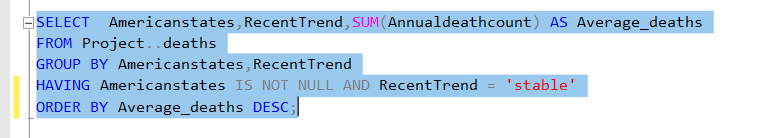 SELECT  Americanstates,RecentTrend,SUM(Annualdeathcount) AS Average_deaths
FROM Project..deaths
GROUP BY Americanstates,RecentTrend
HAVING Americanstates IS NOT NULL AND RecentTrend = 'stable'
ORDER BY Average_deaths DESC;